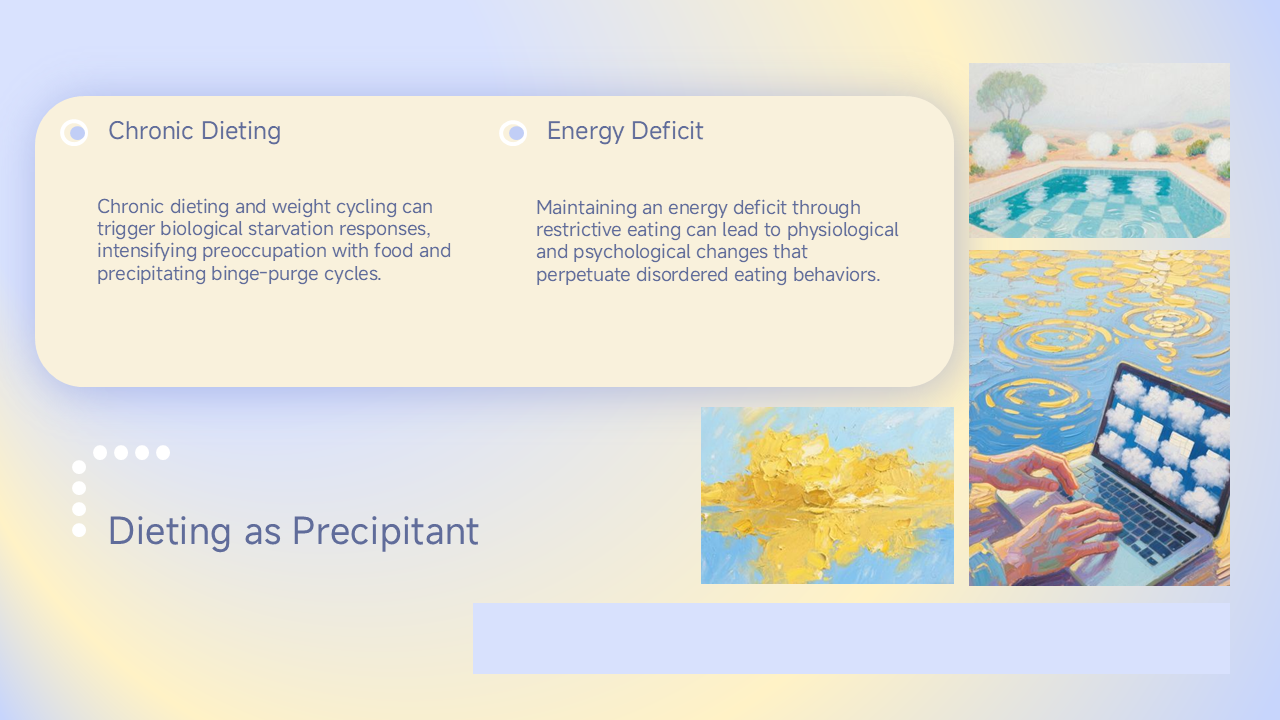 Chronic Dieting
Chronic dieting and weight cycling can
trigger biological starvation responses,
intensifying preoccupation with food and
precipitating binge-purge cycles.
Energy Deficit
Maintaining an energy deficit through
restrictive eating can lead to physiological
and psychological changes that
perpetuate disordered eating behaviors.
Dieting as Precipitant